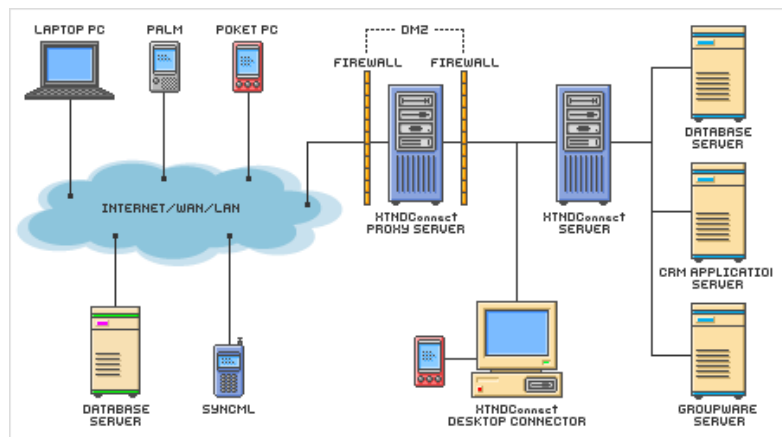 LAPTOP PC
PALM
POKET PC
DMZ
FIREWALL
FIREWALL
INTERNET/WAN/LAN
XTNDConnect
PROXY SERVER
XTNDConnect
SERVER
DATABASE
SERVER
CRM APPLICATION
SERVER
DATABASE
SERVER
SYNCML
XTNDConnect
DESKTOP CONNECTOR
GROUPWARE
SERVER